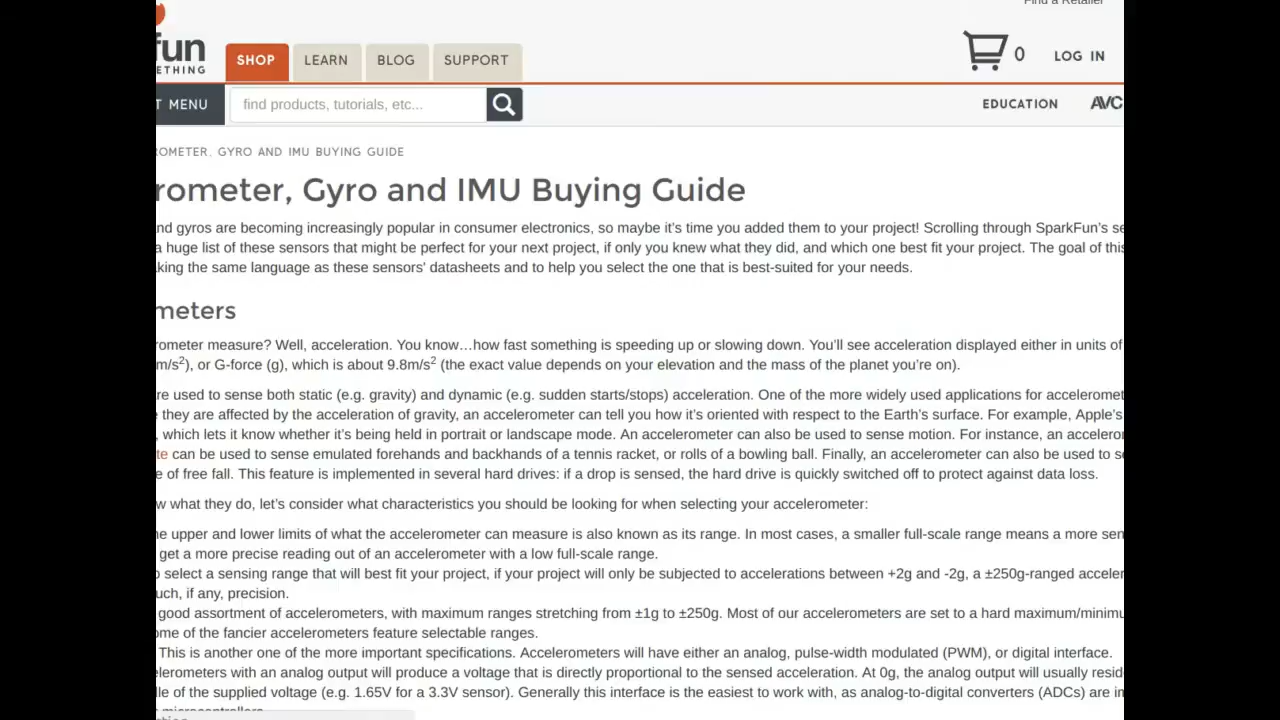 Find a Retailer
fun
ETHING
SHOP
LEARN
BLOG
SUPPORT
0
LOG IN
T MENU
find products, tutorials, etc...
EDUCATION
AVC
ROMETER, GYRO AND IMU BUYING GUIDE
rometer, Gyro and IMU Buying Guide
and gyros are becoming increasingly popular in consumer electronics, so maybe it's time you added them to your project! Scrolling through SparkFun's se
a huge list of these sensors that might be perfect for your next project, if only you knew what they did, and which one best fit your project. The goal of this
king the same language as these sensors' datasheets and to help you select the one that is best-suited for your needs.
meters
rometer measure? Well, acceleration. You know…how fast something is speeding up or slowing down. You'll see acceleration displayed either in units of
m/s²), or G-force (g), which is about 9.8m/s² (the exact value depends on your elevation and the mass of the planet you're on).
re used to sense both static (e.g. gravity) and dynamic (e.g. sudden starts/stops) acceleration. One of the more widely used applications for acceleromet
they are affected by the acceleration of gravity, an accelerometer can tell you how it's oriented with respect to the Earth's surface. For example, Apple's
, which lets it know whether it's being held in portrait or landscape mode. An accelerometer can also be used to sense motion. For instance, an acceleror
te can be used to sense emulated forehands and backhands of a tennis racket, or rolls of a bowling ball. Finally, an accelerometer can also be used to se
e of free fall. This feature is implemented in several hard drives: if a drop is sensed, the hard drive is quickly switched off to protect against data loss.
w what they do, let's consider what characteristics you should be looking for when selecting your accelerometer:
he upper and lower limits of what the accelerometer can measure is also known as its range. In most cases, a smaller full-scale range means a more sen
get a more precise reading out of an accelerometer with a low full-scale range.
o select a sensing range that will best fit your project, if your project will only be subjected to accelerations between +2g and -2g, a ±250g-ranged acceler
uch, if any, precision.
good assortment of accelerometers, with maximum ranges stretching from ±1g to ±250g. Most of our accelerometers are set to a hard maximum/minimu
ome of the fancier accelerometers feature selectable ranges.
This is another one of the more important specifications. Accelerometers will have either an analog, pulse-width modulated (PWM), or digital interface.
elerometers with an analog output will produce a voltage that is directly proportional to the sensed acceleration. At 0g, the analog output will usually resid
lle of the supplied voltage (e.g. 1.65V for a 3.3V sensor). Generally this interface is the easiest to work with, as analog-to-digital converters (ADCs) are in
microcontrollers